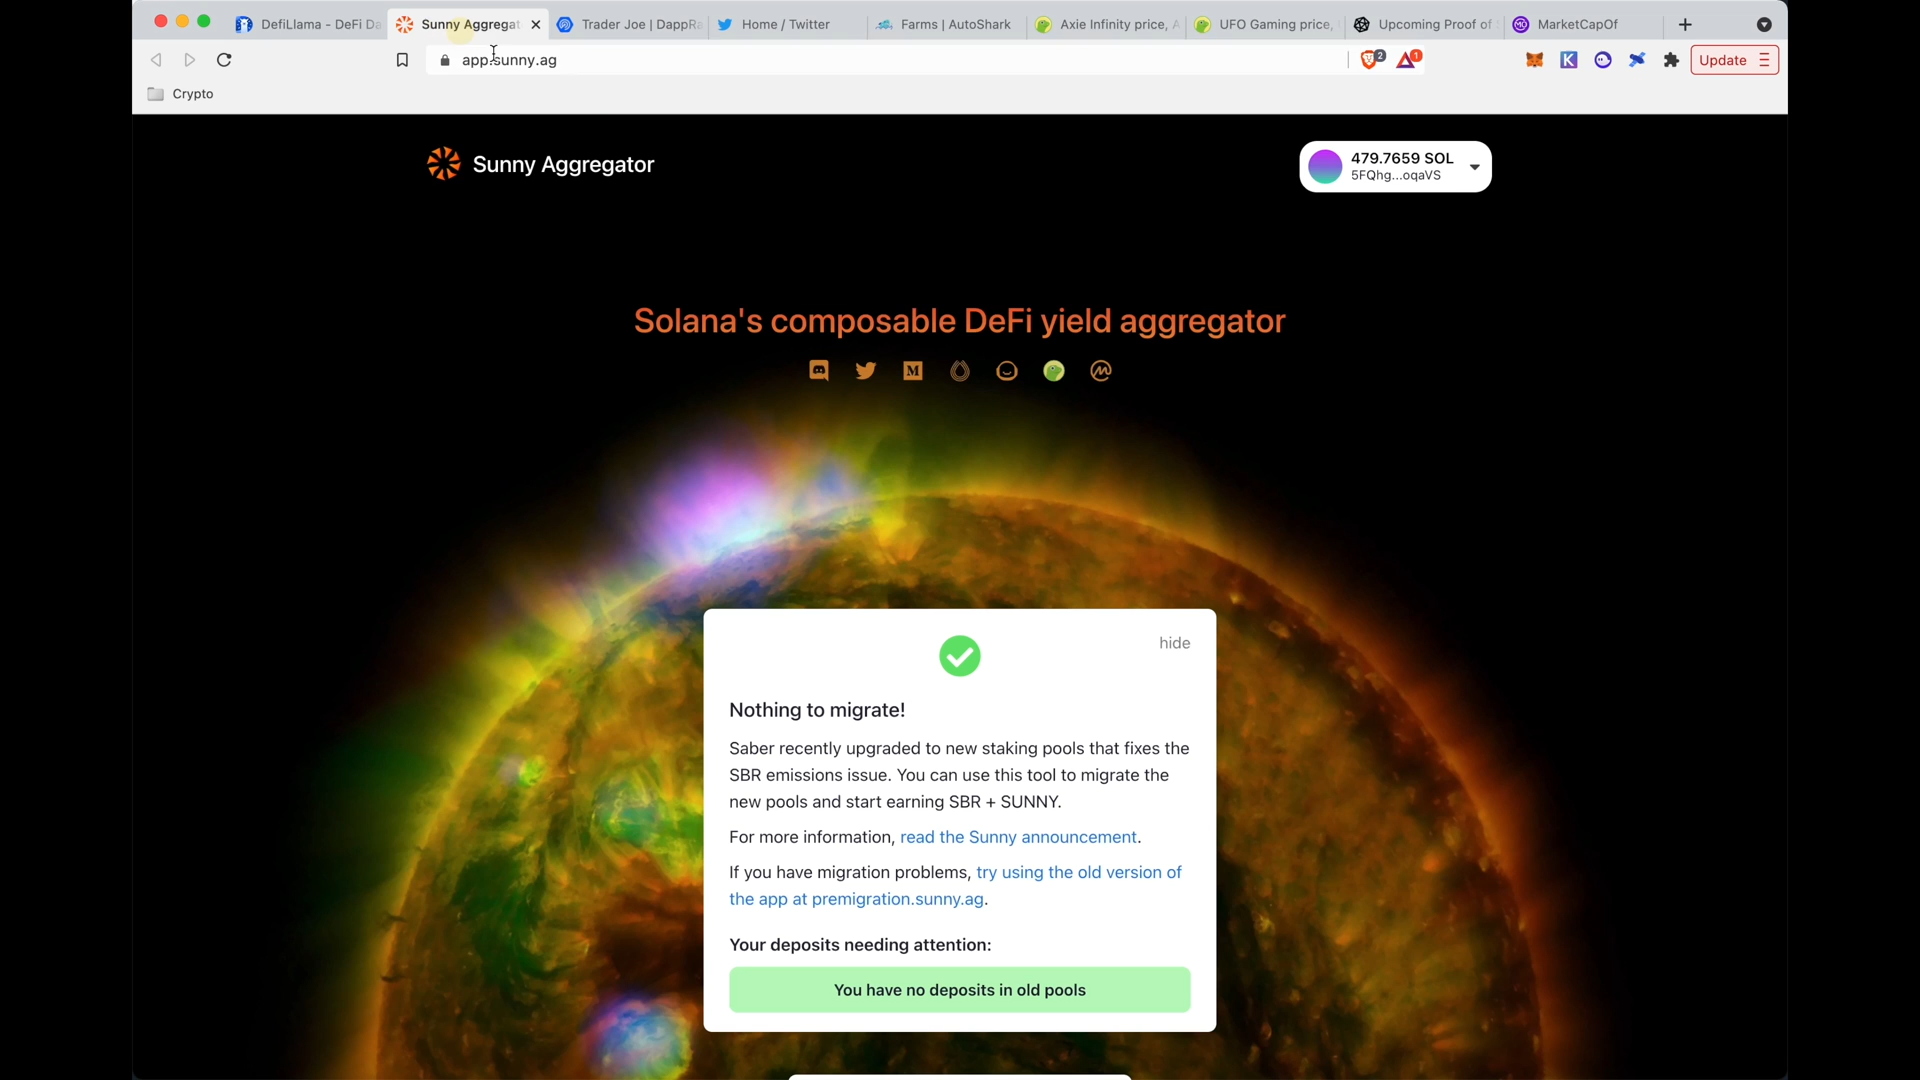 DefiLlama - DeFi Da
Sunny Aggregat
Trader Joe | DappRa
Home / Twitter
Farms | AutoShark
Axie Infinity price, A
UFO Gaming price,
Upcoming Proof of
MarketCapOf
app.sunny.ag
2
1
Update
Crypto
Sunny Aggregator
479.7659 SOL
5FQhg...oqaVS
Solana's composable DeFi yield aggregator
hide
Nothing to migrate!
Saber recently upgraded to new staking pools that fixes the
SBR emissions issue. You can use this tool to migrate the
new pools and start earning SBR + SUNNY.
For more information, read the Sunny announcement.
If you have migration problems, try using the old version of
the app at premigration.sunny.ag.
Your deposits needing attention:
You have no deposits in old pools